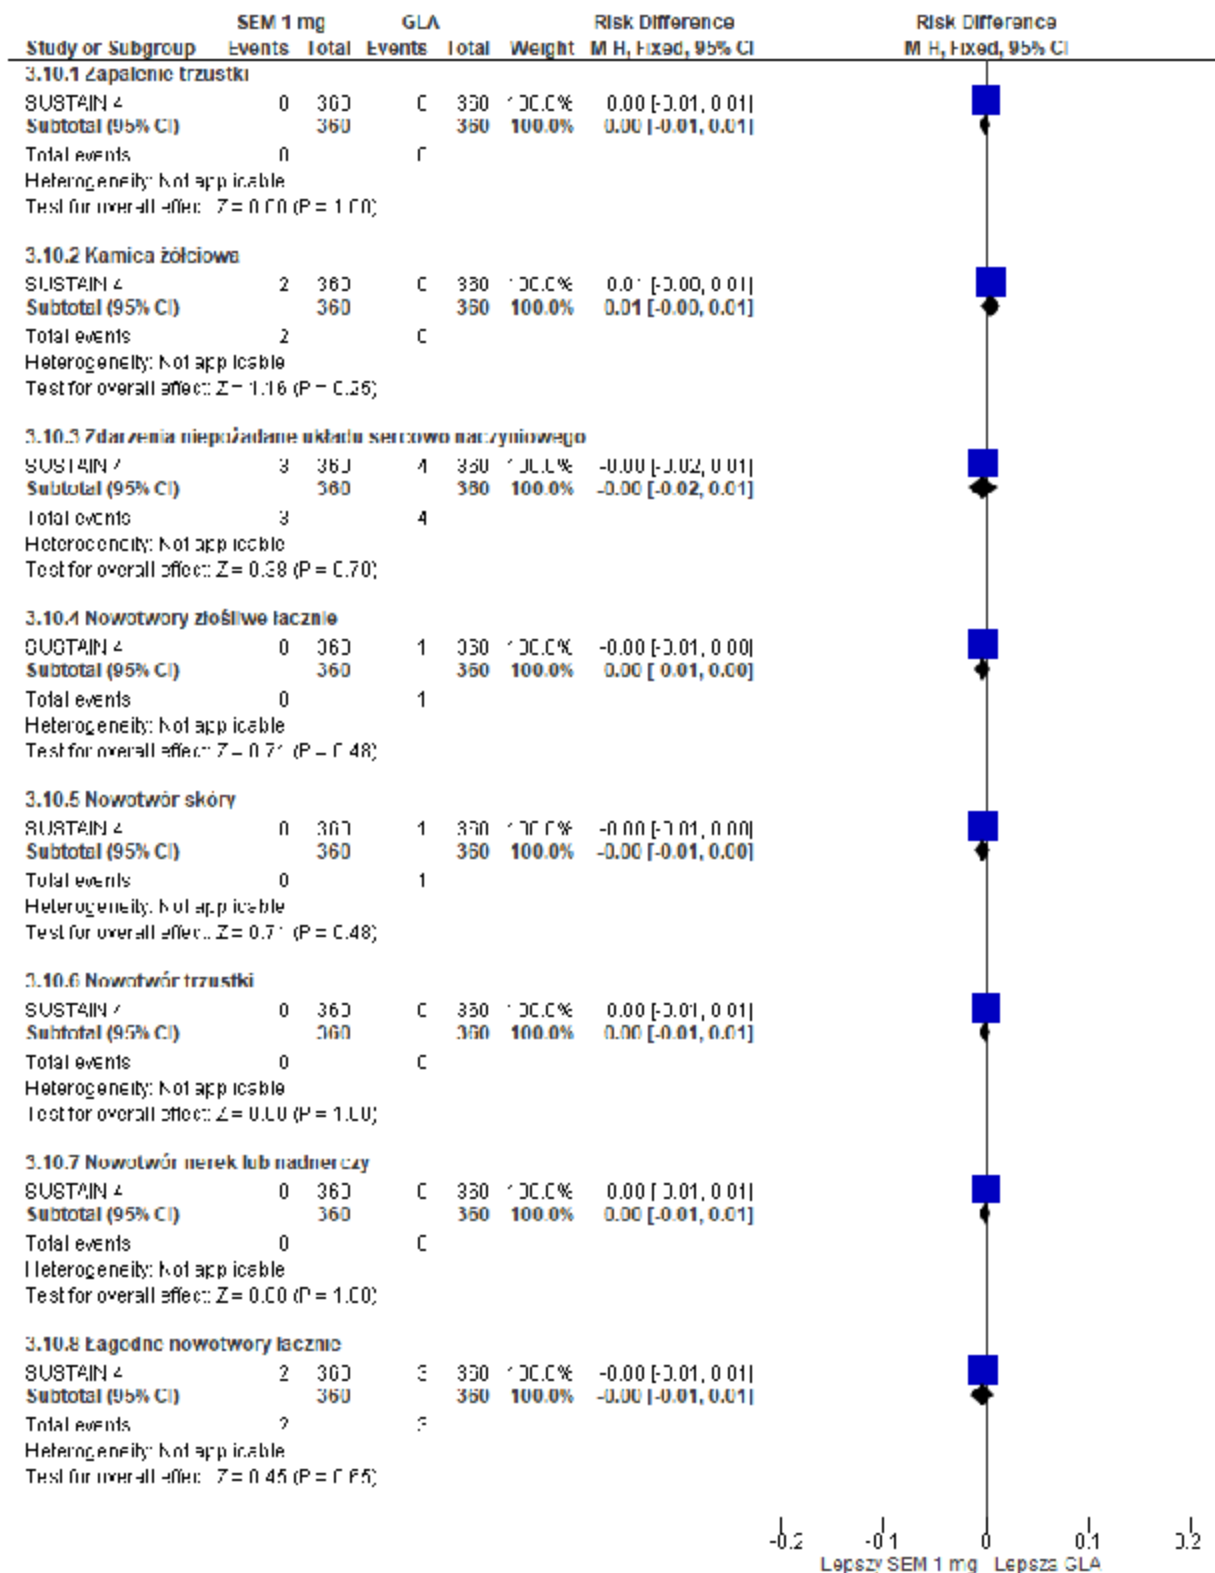 SEM 1 mg GLA Risk Difference Risk Difference
Study or Subgroup Events Total Events Total Weight M H, Fixed, 95% CI M H, Fixed, 95% CI
3.10.1 Zapalenie trzustki
SUSTAIN 4 0 360 0 360 100.0% 0.00 [-0.01, 0.01]
Subtotal (95% CI) 360 360 100.0% 0.00 [-0.01, 0.01]
Total events 0 0
Heterogeneity: Not applicable
Test for overall effect: Z = 0.00 (P = 1.00)
3.10.2 Kamica żółciowa
SUSTAIN 4 2 360 0 360 100.0% 0.01 [-0.00, 0.01]
Subtotal (95% CI) 360 360 100.0% 0.01 [-0.00, 0.01]
Total events 2 0
Heterogeneity: Not applicable
Test for overall effect: Z = 1.16 (P = 0.25)
3.10.3 Zdarzenia niepożądane układu sercowo naczyniowego
SUSTAIN 4 3 360 4 360 100.0% -0.00 [-0.02, 0.01]
Subtotal (95% CI) 360 360 100.0% -0.00 [-0.02, 0.01]
Total events 3 4
Heterogeneity: Not applicable
Test for overall effect: Z = 0.38 (P = 0.70)
3.10.4 Nowotwory złośliwe łącznie
SUSTAIN 4 0 360 1 360 100.0% -0.00 [-0.01, 0.00]
Subtotal (95% CI) 360 360 100.0% 0.00 [ 0.01, 0.00]
Total events 0 1
Heterogeneity: Not applicable
Test for overall effect: Z = 0.71 (P = 0.48)
3.10.5 Nowotwór skóry
SUSTAIN 4 0 360 1 360 100.0% -0.00 [-0.01, 0.00]
Subtotal (95% CI) 360 360 100.0% -0.00 [-0.01, 0.00]
Total events 0 1
Heterogeneity: Not applicable
Test for overall effect: Z = 0.71 (P = 0.48)
3.10.6 Nowotwór trzustki
SUSTAIN 4 0 360 0 360 100.0% 0.00 [-0.01, 0.01]
Subtotal (95% CI) 360 360 100.0% 0.00 [-0.01, 0.01]
Total events 0 0
Heterogeneity: Not applicable
Test for overall effect: Z = 0.00 (P = 1.00)
3.10.7 Nowotwór nerek lub nadnerczy
SUSTAIN 4 0 360 0 360 100.0% 0.00 [ 0.01, 0.01]
Subtotal (95% CI) 360 360 100.0% 0.00 [-0.01, 0.01]
Total events 0 0
Heterogeneity: Not applicable
Test for overall effect: Z = 0.00 (P = 1.00)
3.10.8 Łagodne nowotwory łącznie
SUSTAIN 4 2 360 3 360 100.0% -0.00 [-0.01, 0.01]
Subtotal (95% CI) 360 360 100.0% -0.00 [-0.01, 0.01]
Total events 2 3
Heterogeneity: Not applicable
Test for overall effect: Z = 0.45 (P = 0.65)
-0.2 -0.1 0 0.1 0.2
Lepszy SEM 1 mg Lepsza GLA